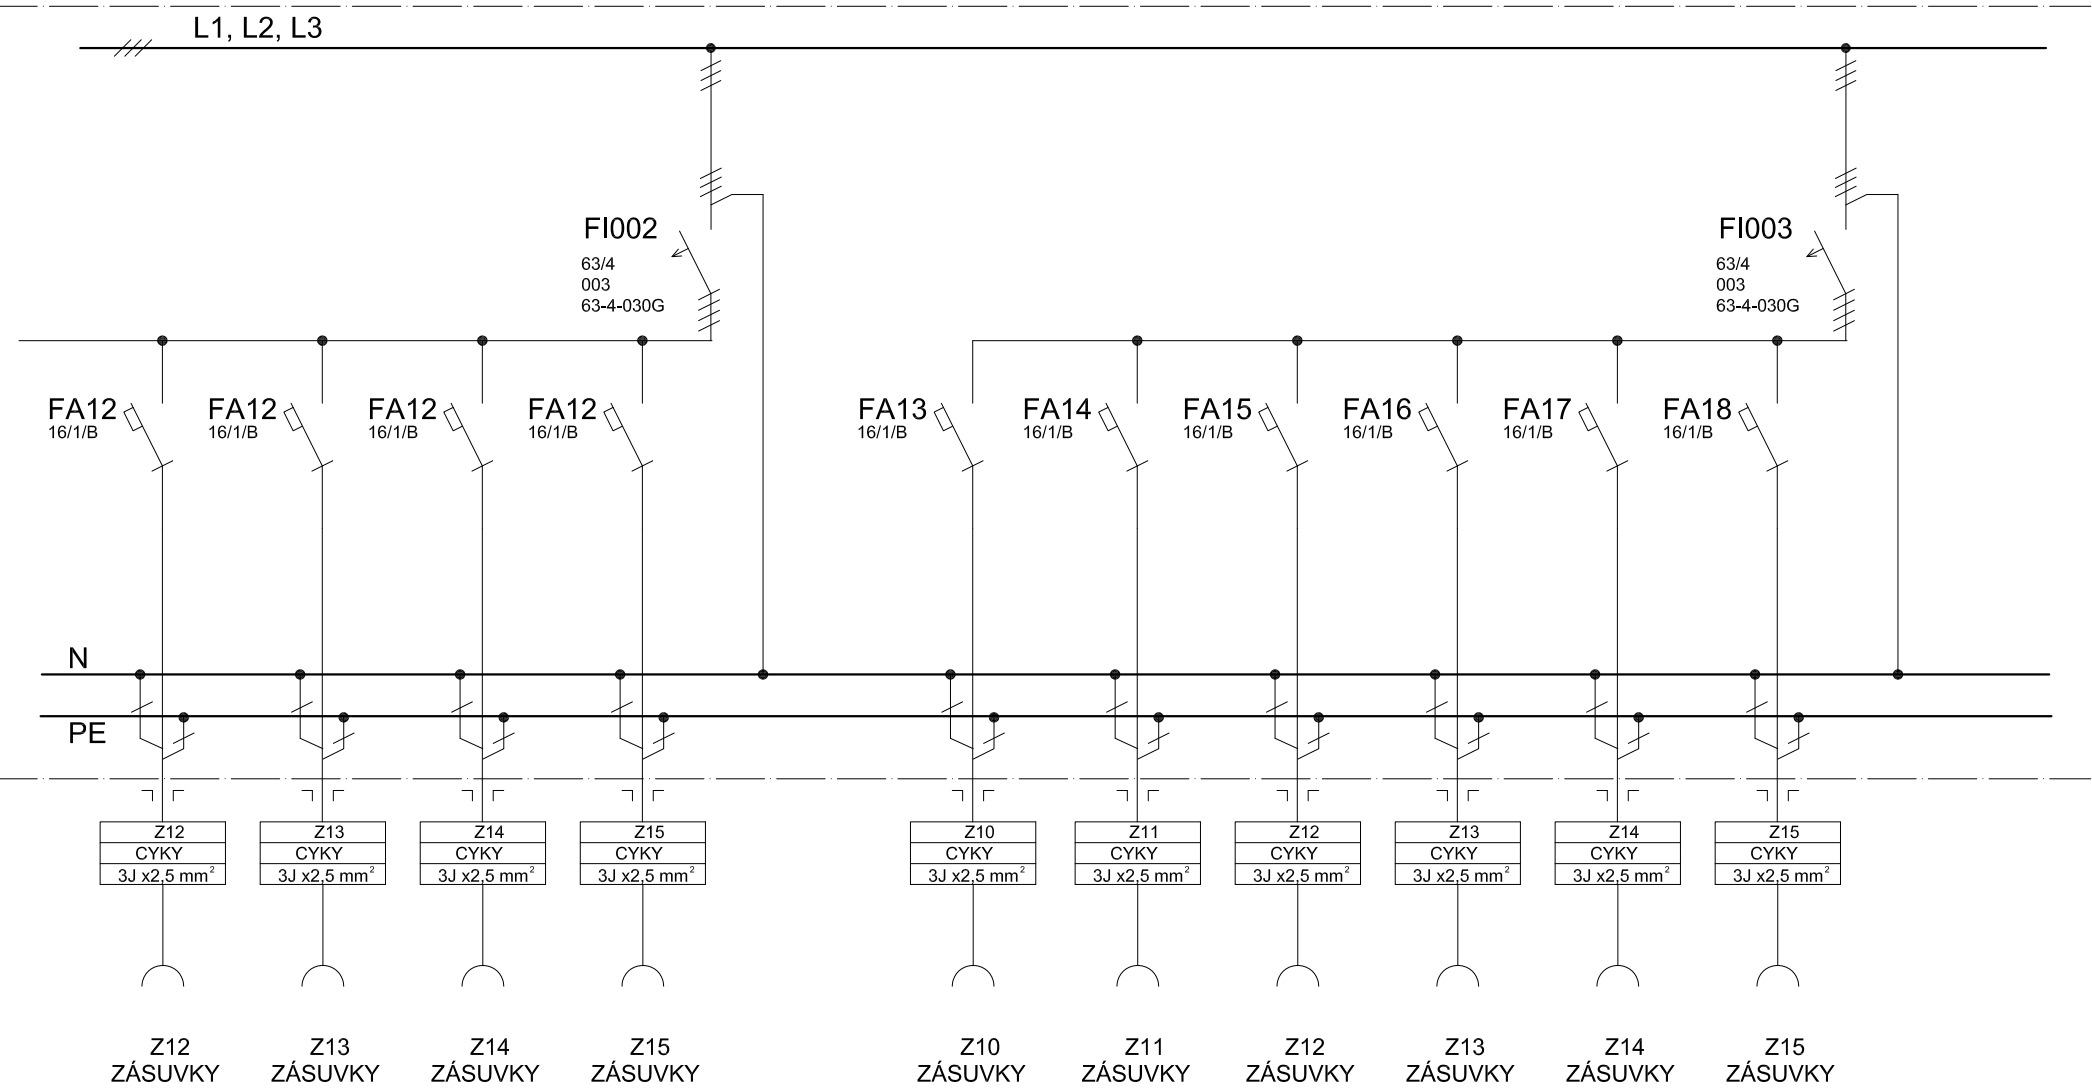 L1, L2, L3
FI002
63/4
003
63-4-030G
FI003
63/4
003
63-4-030G
FA12
16/1/B
FA12
16/1/B
FA12
16/1/B
FA12
16/1/B
FA13
16/1/B
FA14
16/1/B
FA15
16/1/B
FA16
16/1/B
FA17
16/1/B
FA18
16/1/B
N
PE
Z12
CYKY
3J x2,5 mm²
Z13
CYKY
3J x2,5 mm²
Z14
CYKY
3J x2,5 mm²
Z15
CYKY
3J x2,5 mm²
Z10
CYKY
3J x2,5 mm²
Z11
CYKY
3J x2,5 mm²
Z12
CYKY
3J x2,5 mm²
Z13
CYKY
3J x2,5 mm²
Z14
CYKY
3J x2,5 mm²
Z15
CYKY
3J x2,5 mm²
Z12
ZÁSUVKY
Z13
ZÁSUVKY
Z14
ZÁSUVKY
Z15
ZÁSUVKY
Z10
ZÁSUVKY
Z11
ZÁSUVKY
Z12
ZÁSUVKY
Z13
ZÁSUVKY
Z14
ZÁSUVKY
Z15
ZÁSUVKY